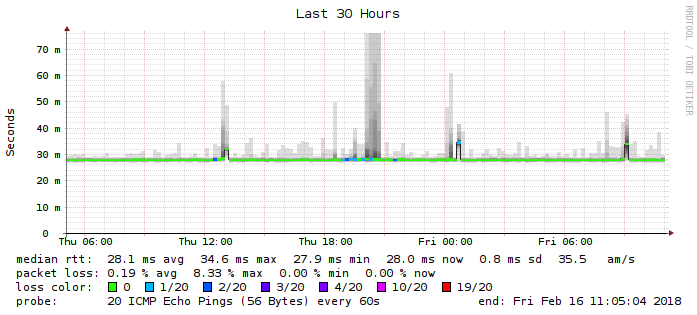 Last 30 Hours
RRDTOOL / TOBI OETIKER
Seconds
70 m
60 m
50 m
40 m
30 m
20 m
10 m
0
Thu 06:00 Thu 12:00 Thu 18:00 Fri 00:00 Fri 06:00
median rtt: 28.1 ms avg 34.6 ms max 27.9 ms min 28.0 ms now 0.8 ms sd 35.5 am/s
packet loss: 0.19 % avg 8.33 % max 0.00 % min 0.00 % now
loss color: 0 1/20 2/20 3/20 4/20 10/20 19/20
probe: 20 ICMP Echo Pings (56 Bytes) every 60s end: Fri Feb 16 11:05:04 2018